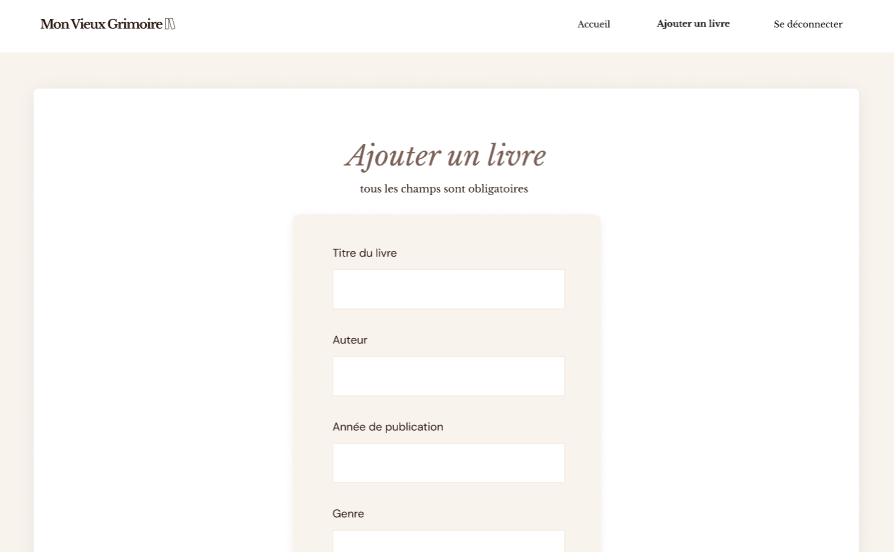 Mon Vieux Grimoire
Accueil
Ajouter un livre
Se déconnecter
Ajouter un livre
tous les champs sont obligatoires
Titre du livre
Auteur
Année de publication
Genre